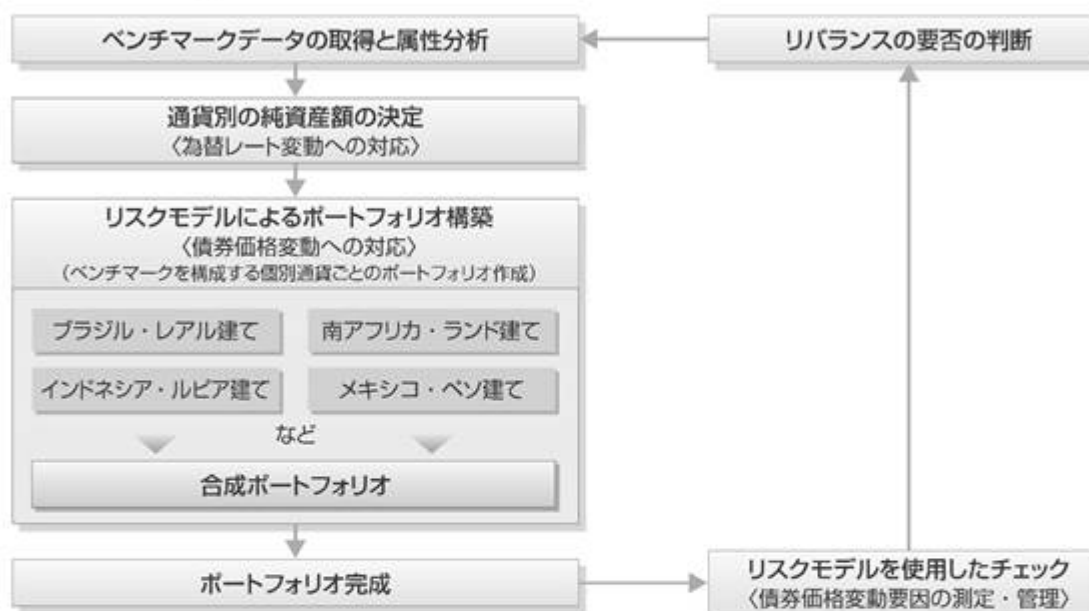 ベンチマークデータの取得と属性分析
リバランスの要否の判断
通貨別の純資産額の決定
〈為替レート変動への対応〉
リスクモデルによるポートフォリオ構築
〈債券価格変動への対応〉
（ベンチマークを構成する個別通貨ごとのポートフォリオ作成）
ブラジル・レアル建て
南アフリカ・ランド建て
インドネシア・ルピア建て
メキシコ・ペソ建て
など
合成ポートフォリオ
ポートフォリオ完成
リスクモデルを使用したチェック
〈債券価格変動要因の測定・管理〉